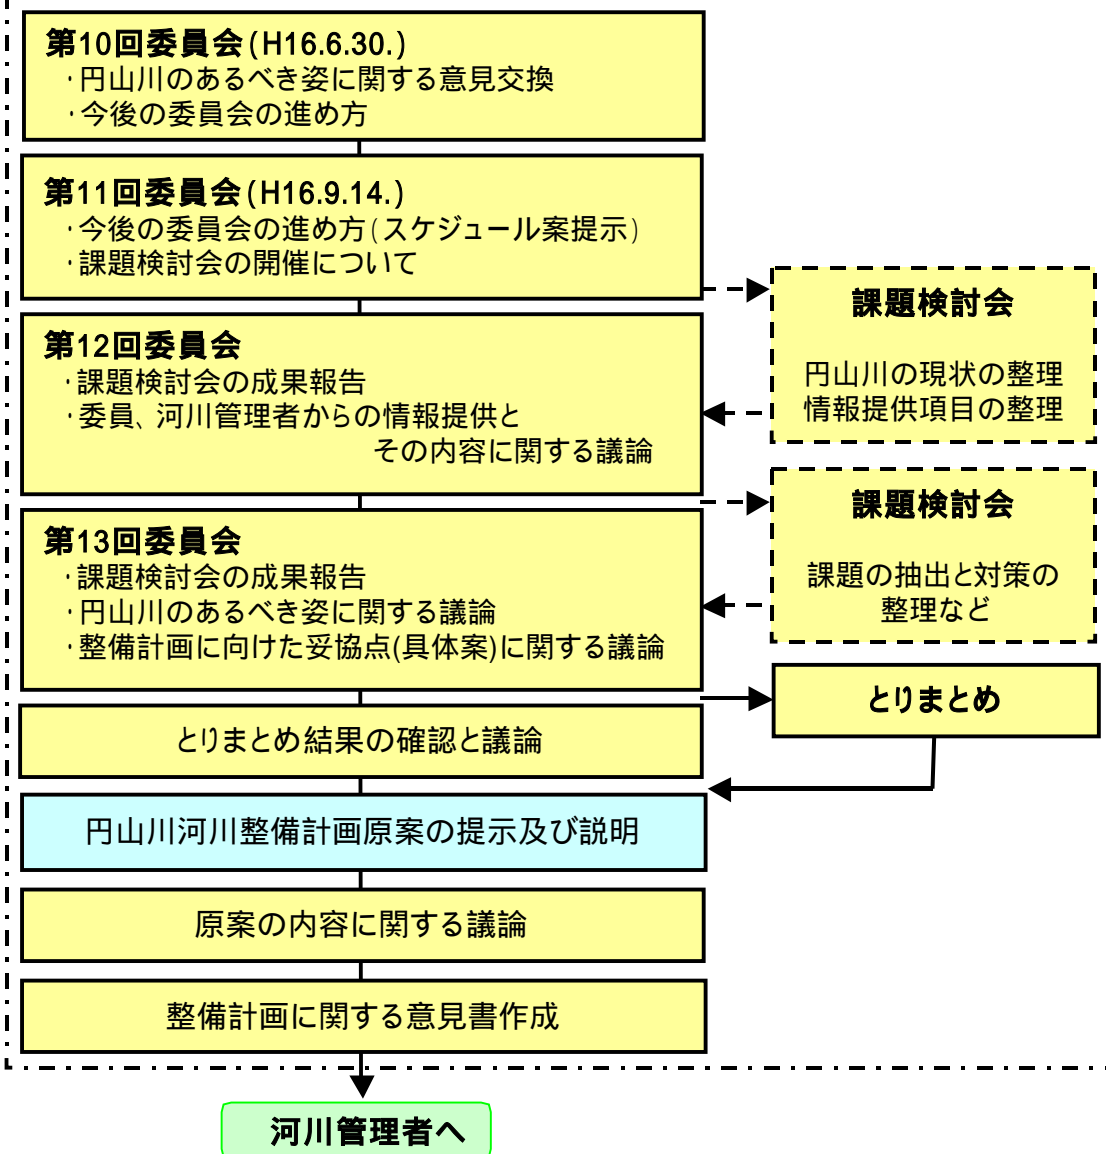 第10回委員会(H16.6.30.)
・円山川のあるべき姿に関する意見交換
・今後の委員会の進め方
第11回委員会(H16.9.14.)
・今後の委員会の進め方(スケジュール案提示)
・課題検討会の開催について
課題検討会
円山川の現状の整理
情報提供項目の整理
第12回委員会
・課題検討会の成果報告
・委員、河川管理者からの情報提供と
その内容に関する議論
課題検討会
課題の抽出と対策の
整理など
第13回委員会
・課題検討会の成果報告
・円山川のあるべき姿に関する議論
・整備計画に向けた妥協点(具体案)に関する議論
とりまとめ
とりまとめ結果の確認と議論
円山川河川整備計画原案の提示及び説明
原案の内容に関する議論
整備計画に関する意見書作成
河川管理者へ